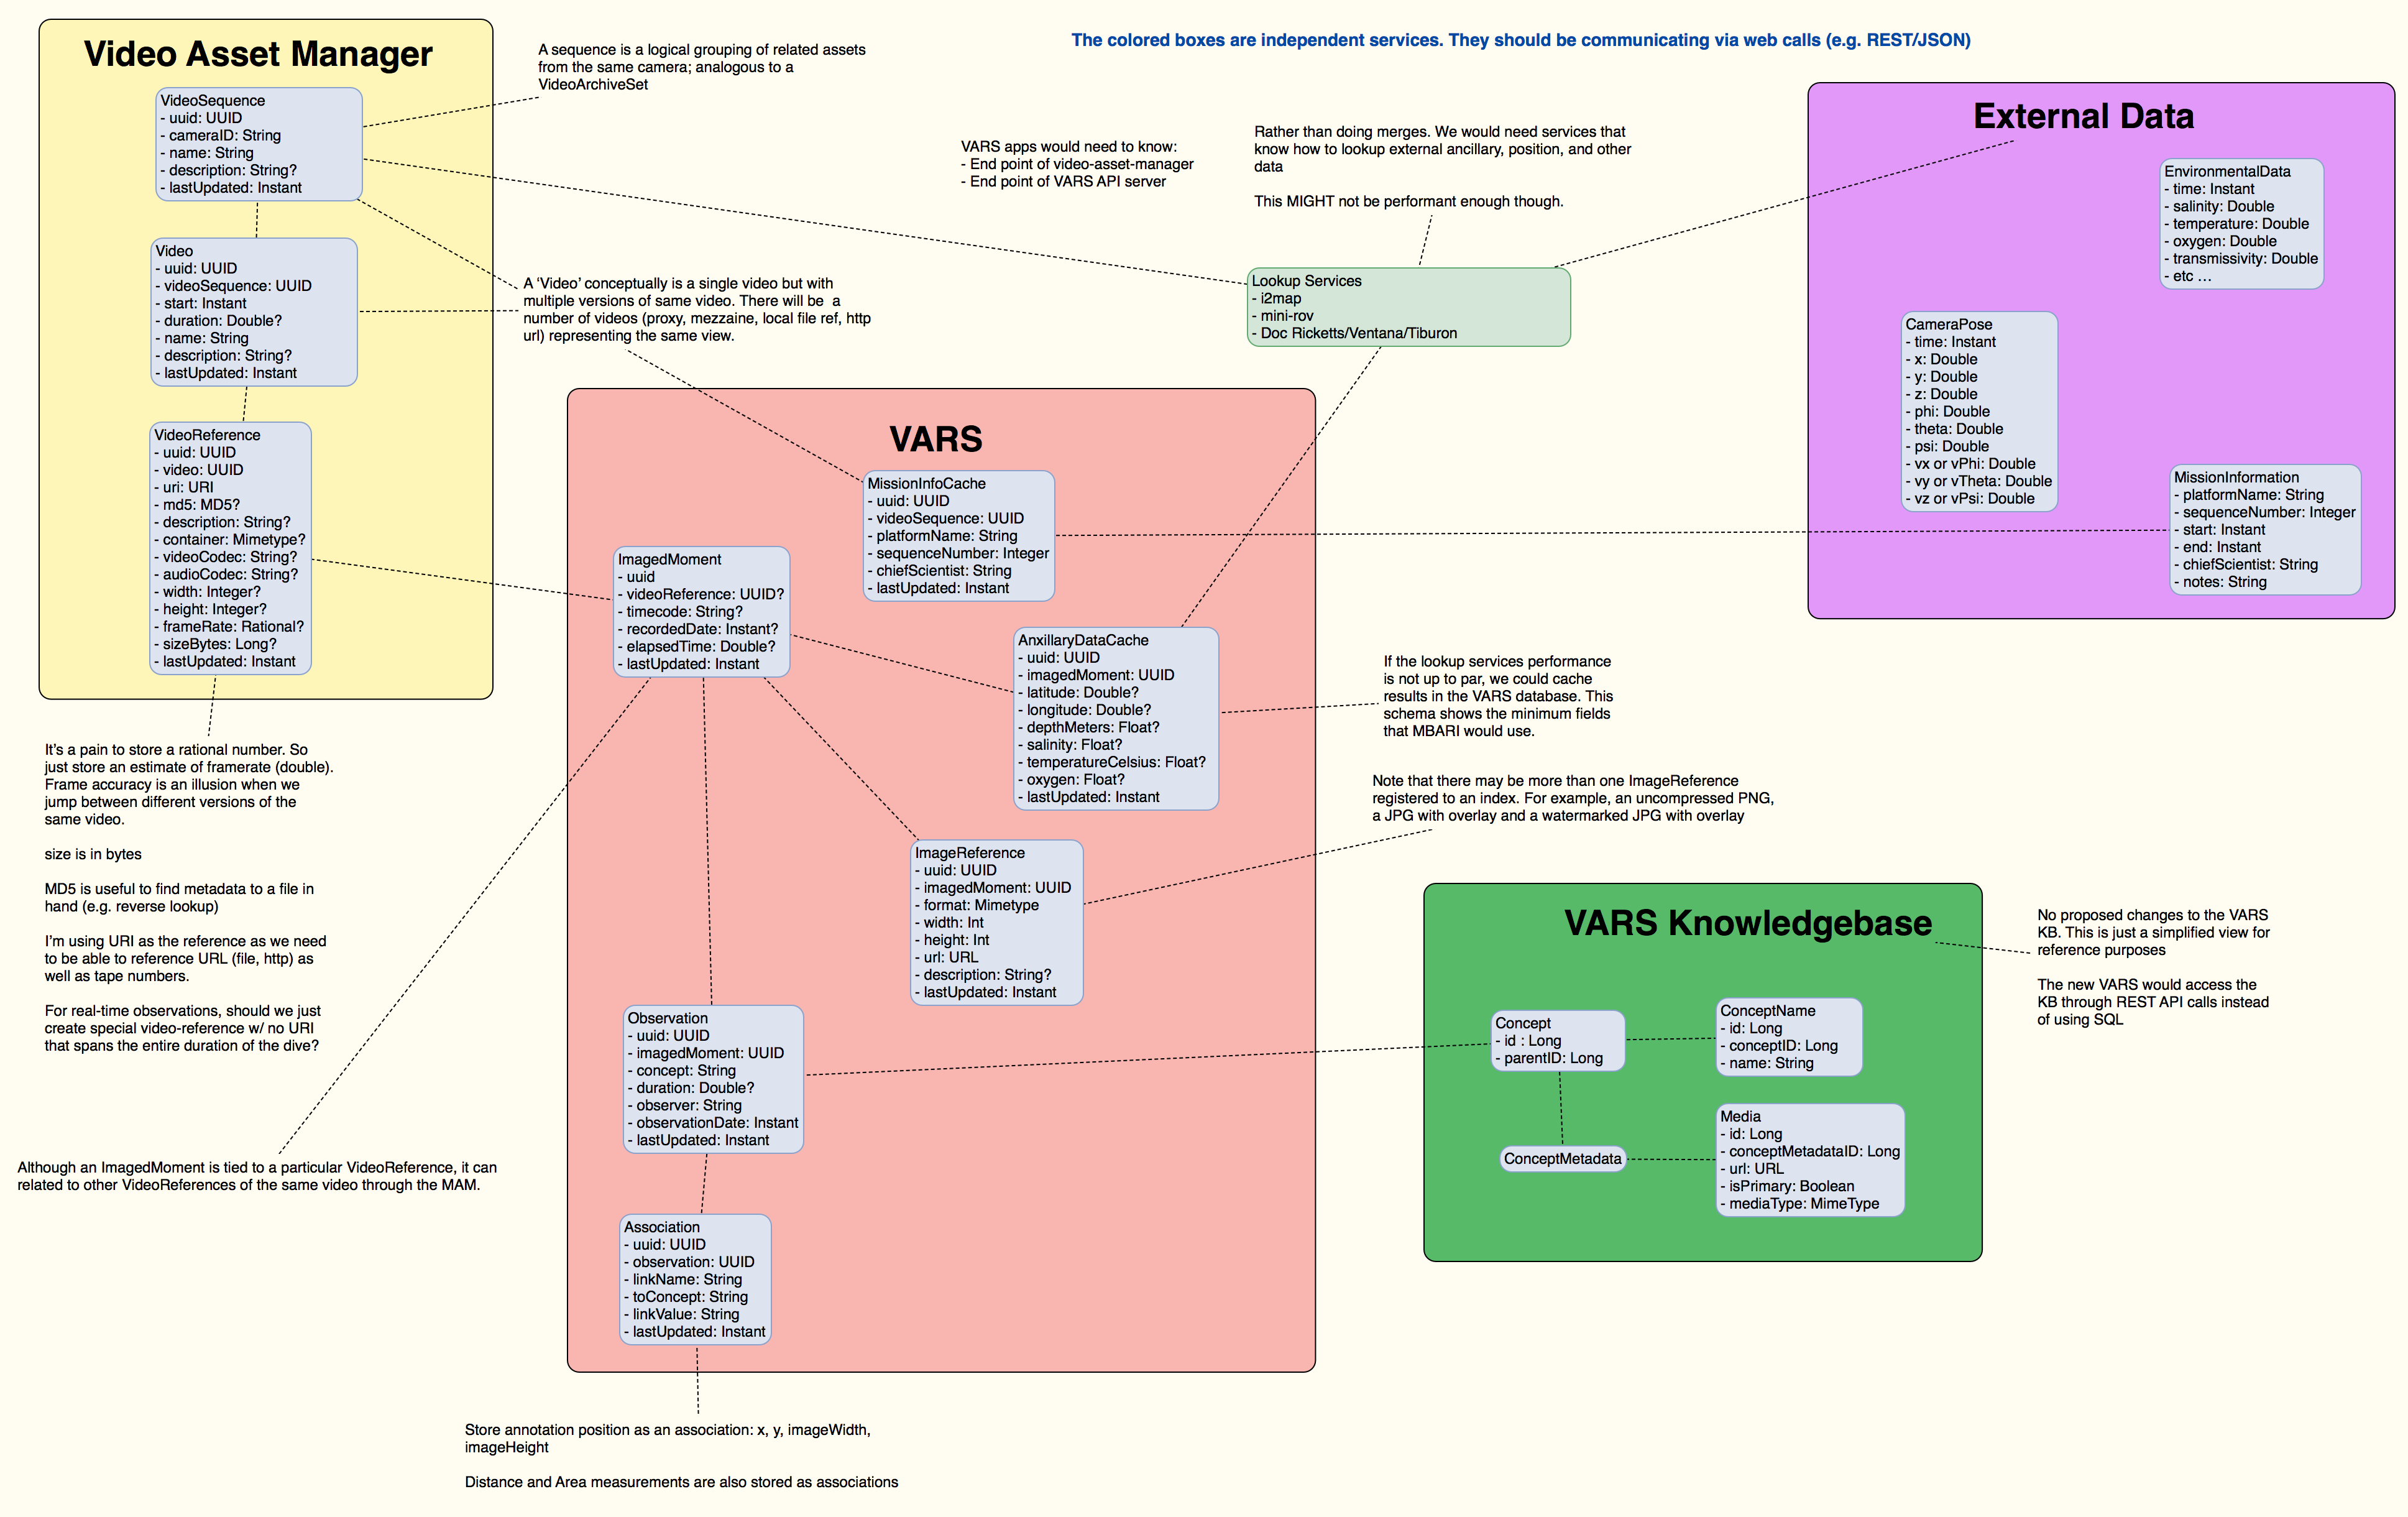 Video Asset Manager
VideoSequence
- uuid: UUID
- cameraID: String
- name: String
- description: String?
- lastUpdated: Instant
Video
- uuid: UUID
- videoSequence: UUID
- start: Instant
- duration: Double?
- name: String
- description: String?
- lastUpdated: Instant
VideoReference
- uuid: UUID
- video: UUID
- uri: URI
- md5: MD5?
- description: String?
- container: Mimetype?
- videoCodec: String?
- audioCodec: String?
- width: Integer?
- height: Integer?
- frameRate: Rational?
- sizeBytes: Long?
- lastUpdated: Instant
It's a pain to store a rational number. So
just store an estimate of framerate (double).
Frame accuracy is an illusion when we
jump between different versions of the
same video.
size is in bytes
MD5 is useful to find metadata to a file in
hand (e.g. reverse lookup)
I'm using URI as the reference as we need
to be able to reference URL (file, http) as
well as tape numbers.
For real-time observations, should we just
create special video-reference w/ no URI
that spans the entire duration of the dive?
Although an ImagedMoment is tied to a particular VideoReference, it can
related to other VideoReferences of the same video through the MAM.
A sequence is a logical grouping of related assets
from the same camera; analogous to a
VideoArchiveSet
A ‘Video’ conceptually is a single video but with
multiple versions of same video. There will be  a
number of videos (proxy, mezzaine, local file ref, http
url) representing the same view.
The colored boxes are independent services. They should be communicating via web calls (e.g. REST/JSON)
VARS apps would need to know:
- End point of video-asset-manager
- End point of VARS API server
Rather than doing merges. We would need services that
know how to lookup external ancillary, position, and other
data
This MIGHT not be performant enough though.
Lookup Services
- i2map
- mini-rov
- Doc Ricketts/Ventana/Tiburon
External Data
EnvironmentalData
- time: Instant
- salinity: Double
- temperature: Double
- oxygen: Double
- transmissivity: Double
- etc …
CameraPose
- time: Instant
- x: Double
- y: Double
- z: Double
- phi: Double
- theta: Double
- psi: Double
- vx or vPhi: Double
- vy or vTheta: Double
- vz or vPsi: Double
MissionInformation
- platformName: String
- sequenceNumber: Integer
- start: Instant
- end: Instant
- chiefScientist: String
- notes: String
VARS
MissionInfoCache
- uuid: UUID
- videoSequence: UUID
- platformName: String
- sequenceNumber: Integer
- chiefScientist: String
- lastUpdated: Instant
ImagedMoment
- uuid
- videoReference: UUID?
- timecode: String?
- recordedDate: Instant?
- elapsedTime: Double?
- lastUpdated: Instant
AnxillaryDataCache
- uuid: UUID
- imagedMoment: UUID
- latitude: Double?
- longitude: Double?
- depthMeters: Float?
- salinity: Float?
- temperatureCelsius: Float?
- oxygen: Float?
- lastUpdated: Instant
If the lookup services performance
is not up to par, we could cache
results in the VARS database. This
schema shows the minimum fields
that MBARI would use.
Note that there may be more than one ImageReference
registered to an index. For example, an uncompressed PNG,
a JPG with overlay and a watermarked JPG with overlay
ImageReference
- uuid: UUID
- imagedMoment: UUID
- format: Mimetype
- width: Int
- height: Int
- url: URL
- description: String?
- lastUpdated: Instant
Observation
- uuid: UUID
- imagedMoment: UUID
- concept: String
- duration: Double?
- observer: String
- observationDate: Instant
- lastUpdated: Instant
Association
- uuid: UUID
- observation: UUID
- linkName: String
- toConcept: String
- linkValue: String
- lastUpdated: Instant
Store annotation position as an association: x, y, imageWidth,
imageHeight
Distance and Area measurements are also stored as associations
VARS Knowledgebase
Concept
- id : Long
- parentID: Long
ConceptName
- id: Long
- conceptID: Long
- name: String
ConceptMetadata
Media
- id: Long
- conceptMetadataID: Long
- url: URL
- isPrimary: Boolean
- mediaType: MimeType
No proposed changes to the VARS
KB. This is just a simplified view for
reference purposes
The new VARS would access the
KB through REST API calls instead
of using SQL